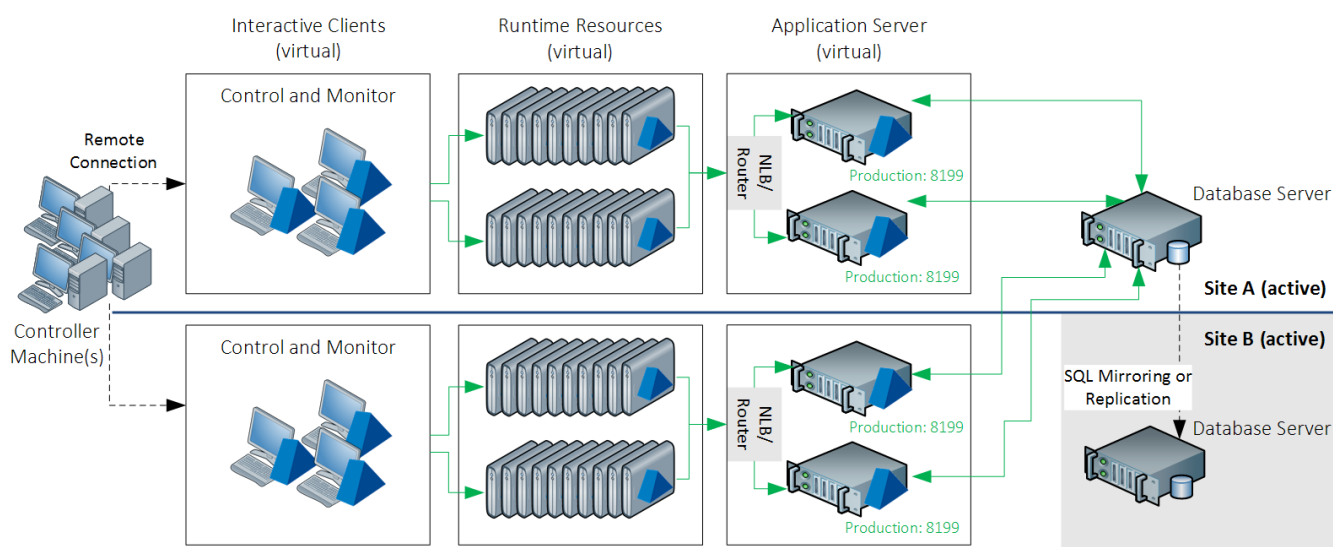 Interactive Clients
(virtual)
Runtime Resources
(virtual)
Application Server
(virtual)
Control and Monitor
Remote
Connection
NLB/
Router
Production: 8199
Production: 8199
Database Server
Site A (active)
Controller
Machine(s)
Control and Monitor
NLB/
Router
Production: 8199
Production: 8199
Site B (active)
SQL Mirroring or
Replication
Database Server